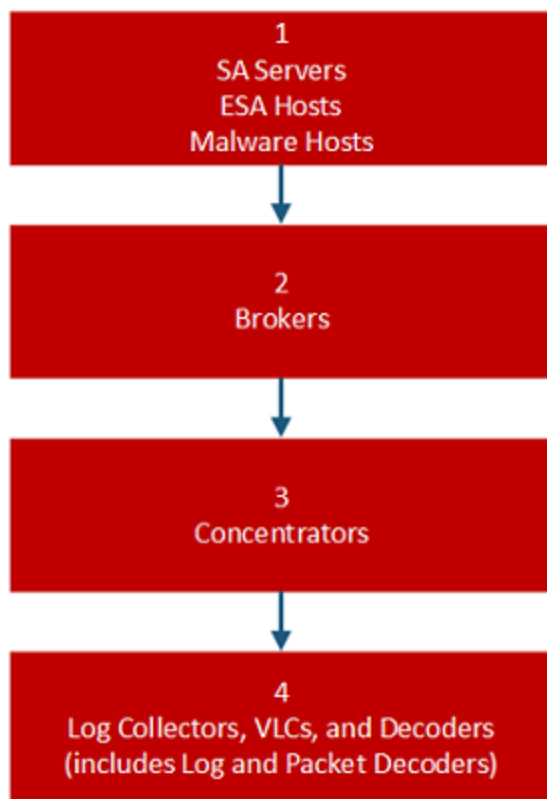 1
SA Servers
ESA Hosts
Malware Hosts
2
Brokers
3
Concentrators
4
Log Collectors, VLCs, and Decoders
(includes Log and Packet Decoders)